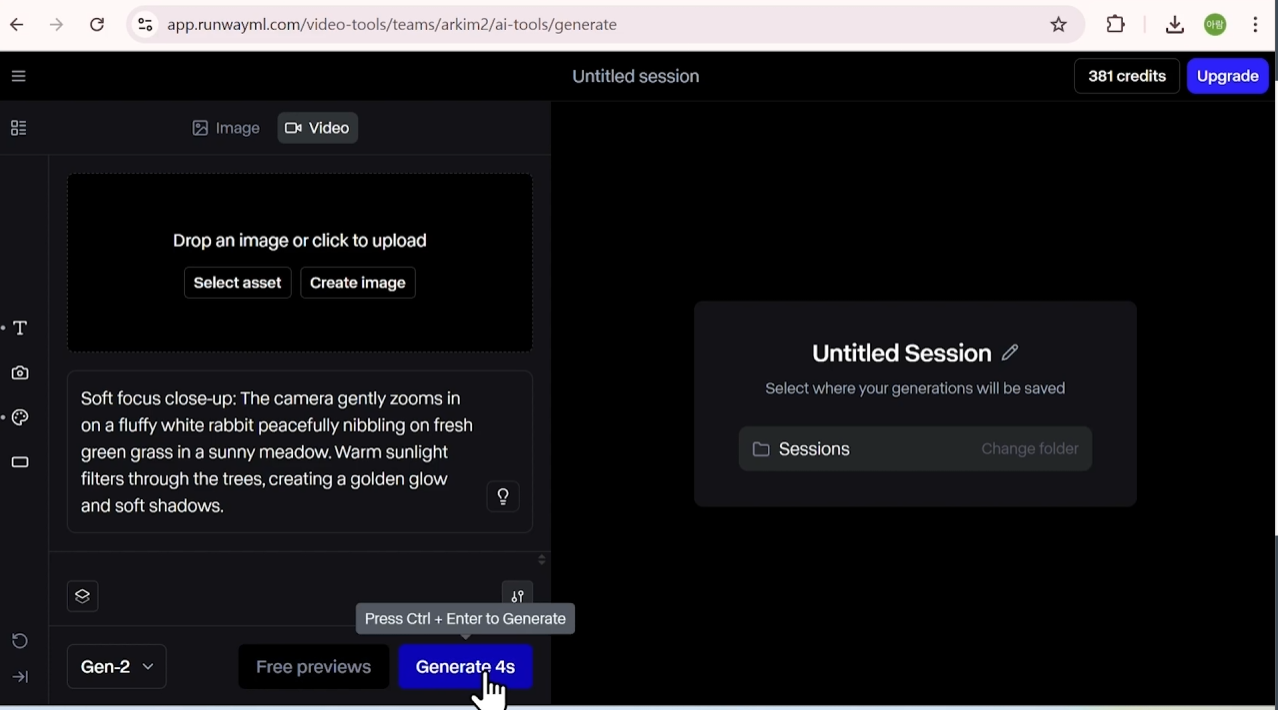 app.runwayml.com/video-tools/teams/arkim2/ai-tools/generate
아람
Untitled session
381 credits
Upgrade
Image
Video
Drop an image or click to upload
Select asset
Create image
T
Soft focus close-up: The camera gently zooms in
on a fluffy white rabbit peacefully nibbling on fresh
green grass in a sunny meadow. Warm sunlight
filters through the trees, creating a golden glow
and soft shadows.
Press Ctrl + Enter to Generate
Gen-2
Free previews
Generate 4s
Untitled Session
Select where your generations will be saved
Sessions
Change folder